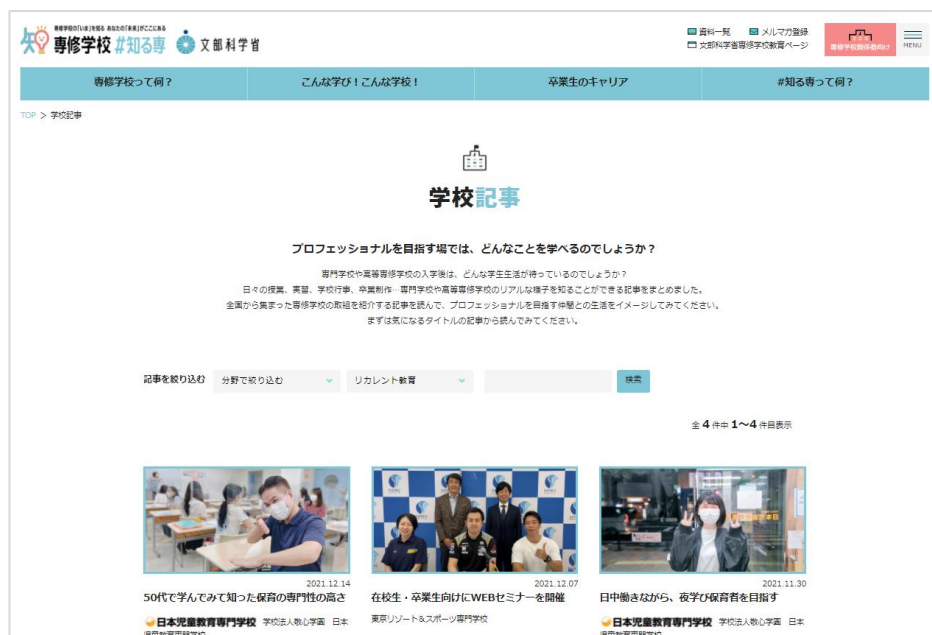 専修学校の「いま」を知る あなたの「未来」がここにある
専修学校 #知る専
文部科学省
資料一覧 メルマガ登録
文部科学省専修学校教育ページ
専修学校関係者向け
MENU
専修学校って何？ こんな学び！こんな学校！ 卒業生のキャリア #知る専って何？
TOP > 学校記事
学校記事
プロフェッショナルを目指す場では、どんなことを学べるのでしょうか？
専門学校や高等専修学校の入学後は、どんな学生生活が待っているのでしょうか？
日々の授業、実習、学校行事、卒業制作…専門学校や高等専修学校のリアルな様子を知ることができる記事をまとめました。
全国から集まった専修学校の取組を紹介する記事を読んで、プロフェッショナルを目指す仲間との生活をイメージしてみてください。
まずは気になるタイトルの記事から読んでみてください。
記事を絞り込む 分野で絞り込む リカレント教育 検索
全 4 件中 1〜4 件目表示
2021.12.14
50代で学んでみて知った保育の専門性の高さ
日本児童教育専門学校 学校法人敬心学園 日本
児童教育専門学校
2021.12.07
在校生・卒業生向けにWEBセミナーを開催
東京リゾート＆スポーツ専門学校
2021.11.30
日中働きながら、夜学び保育者を目指す
日本児童教育専門学校 学校法人敬心学園 日本
児童教育専門学校